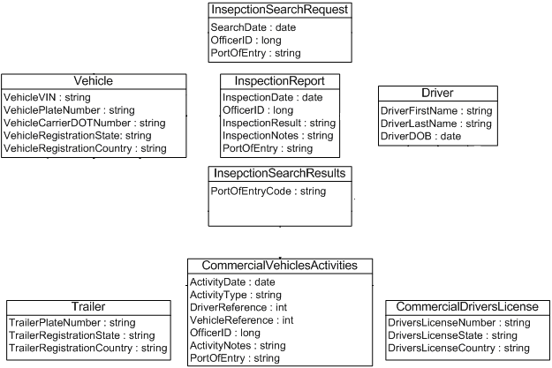 InsepctionSearchRequest
SearchDate : date
OfficerID : long
PortOfEntry : string
Vehicle
VehicleVIN : string
VehiclePlateNumber : string
VehicleCarrierDOTNumber : string
VehicleRegistrationState: string
VehicleRegistrationCountry : string
InspectionReport
InspectionDate : date
OfficerID : long
InspectionResult : string
InspectionNotes : string
PortOfEntry : string
Driver
DriverFirstName : string
DriverLastName : string
DriverDOB : date
InsepctionSearchResults
PortOfEntryCode : string
CommercialVehiclesActivities
ActivityDate : date
ActivityType : string
DriverReference : int
VehicleReference : int
OfficerID : long
ActivityNotes : string
PortOfEntry : string
Trailer
TrailerPlateNumber : string
TrailerRegistrationState : string
TrailerRegistrationCountry : string
CommercialDriversLicense
DriversLicenseNumber : string
DriversLicenseState : string
DriversLicenseCountry : string